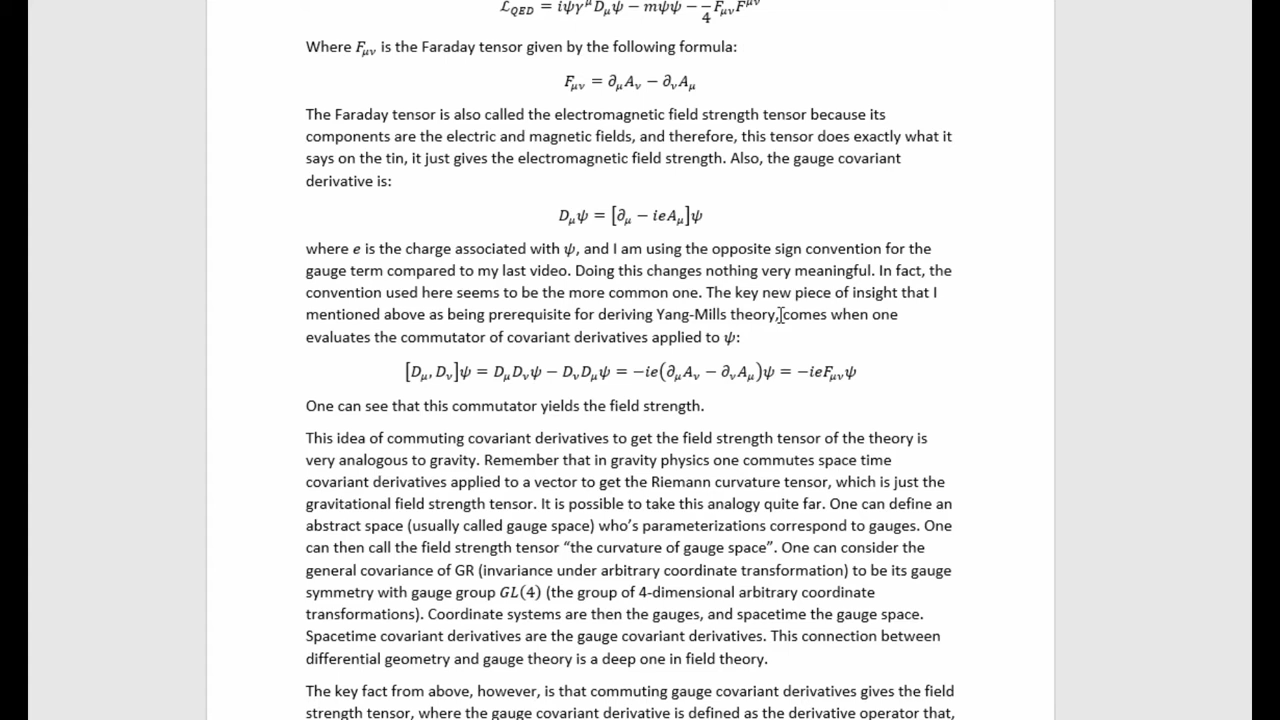 ℒ_QED = iψ̄γ^μD_μψ − mψ̄ψ − 1/4 F_μν F^μν
Where F_μν is the Faraday tensor given by the following formula:
F_μν = ∂_μA_ν − ∂_νA_μ
The Faraday tensor is also called the electromagnetic field strength tensor because its
components are the electric and magnetic fields, and therefore, this tensor does exactly what it
says on the tin, it just gives the electromagnetic field strength. Also, the gauge covariant
derivative is:
D_μψ = [∂_μ − ieA_μ]ψ
where e is the charge associated with ψ, and I am using the opposite sign convention for the
gauge term compared to my last video. Doing this changes nothing very meaningful. In fact, the
convention used here seems to be the more common one. The key new piece of insight that I
mentioned above as being prerequisite for deriving Yang-Mills theory, comes when one
evaluates the commutator of covariant derivatives applied to ψ:
[D_μ, D_ν]ψ = D_μD_νψ − D_νD_μψ = −ie(∂_μA_ν − ∂_νA_μ)ψ = −ieF_μνψ
One can see that this commutator yields the field strength.
This idea of commuting covariant derivatives to get the field strength tensor of the theory is
very analogous to gravity. Remember that in gravity physics one commutes space time
covariant derivatives applied to a vector to get the Riemann curvature tensor, which is just the
gravitational field strength tensor. It is possible to take this analogy quite far. One can define an
abstract space (usually called gauge space) who's parameterizations correspond to gauges. One
can then call the field strength tensor “the curvature of gauge space”. One can consider the
general covariance of GR (invariance under arbitrary coordinate transformation) to be its gauge
symmetry with gauge group GL(4) (the group of 4-dimensional arbitrary coordinate
transformations). Coordinate systems are then the gauges, and spacetime the gauge space.
Spacetime covariant derivatives are the gauge covariant derivatives. This connection between
differential geometry and gauge theory is a deep one in field theory.
The key fact from above, however, is that commuting gauge covariant derivatives gives the field
strength tensor, where the gauge covariant derivative is defined as the derivative operator that,